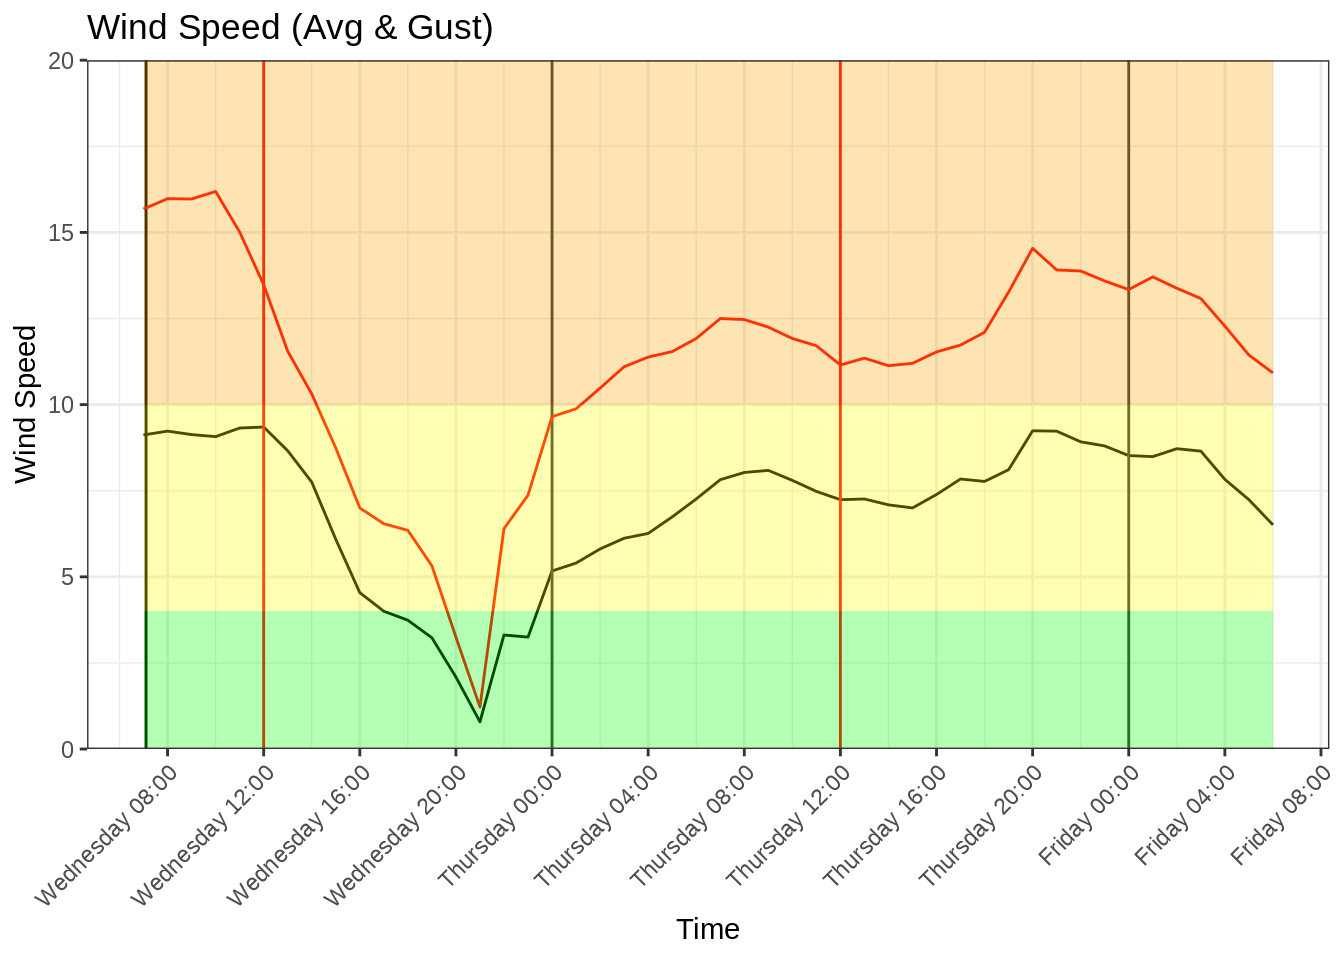 Wind Speed (Avg & Gust)
20
15
10
5
0
Wind Speed
Wednesday 08:00
Wednesday 12:00
Wednesday 16:00
Wednesday 20:00
Thursday 00:00
Thursday 04:00
Thursday 08:00
Thursday 12:00
Thursday 16:00
Thursday 20:00
Friday 00:00
Friday 04:00
Friday 08:00
Time